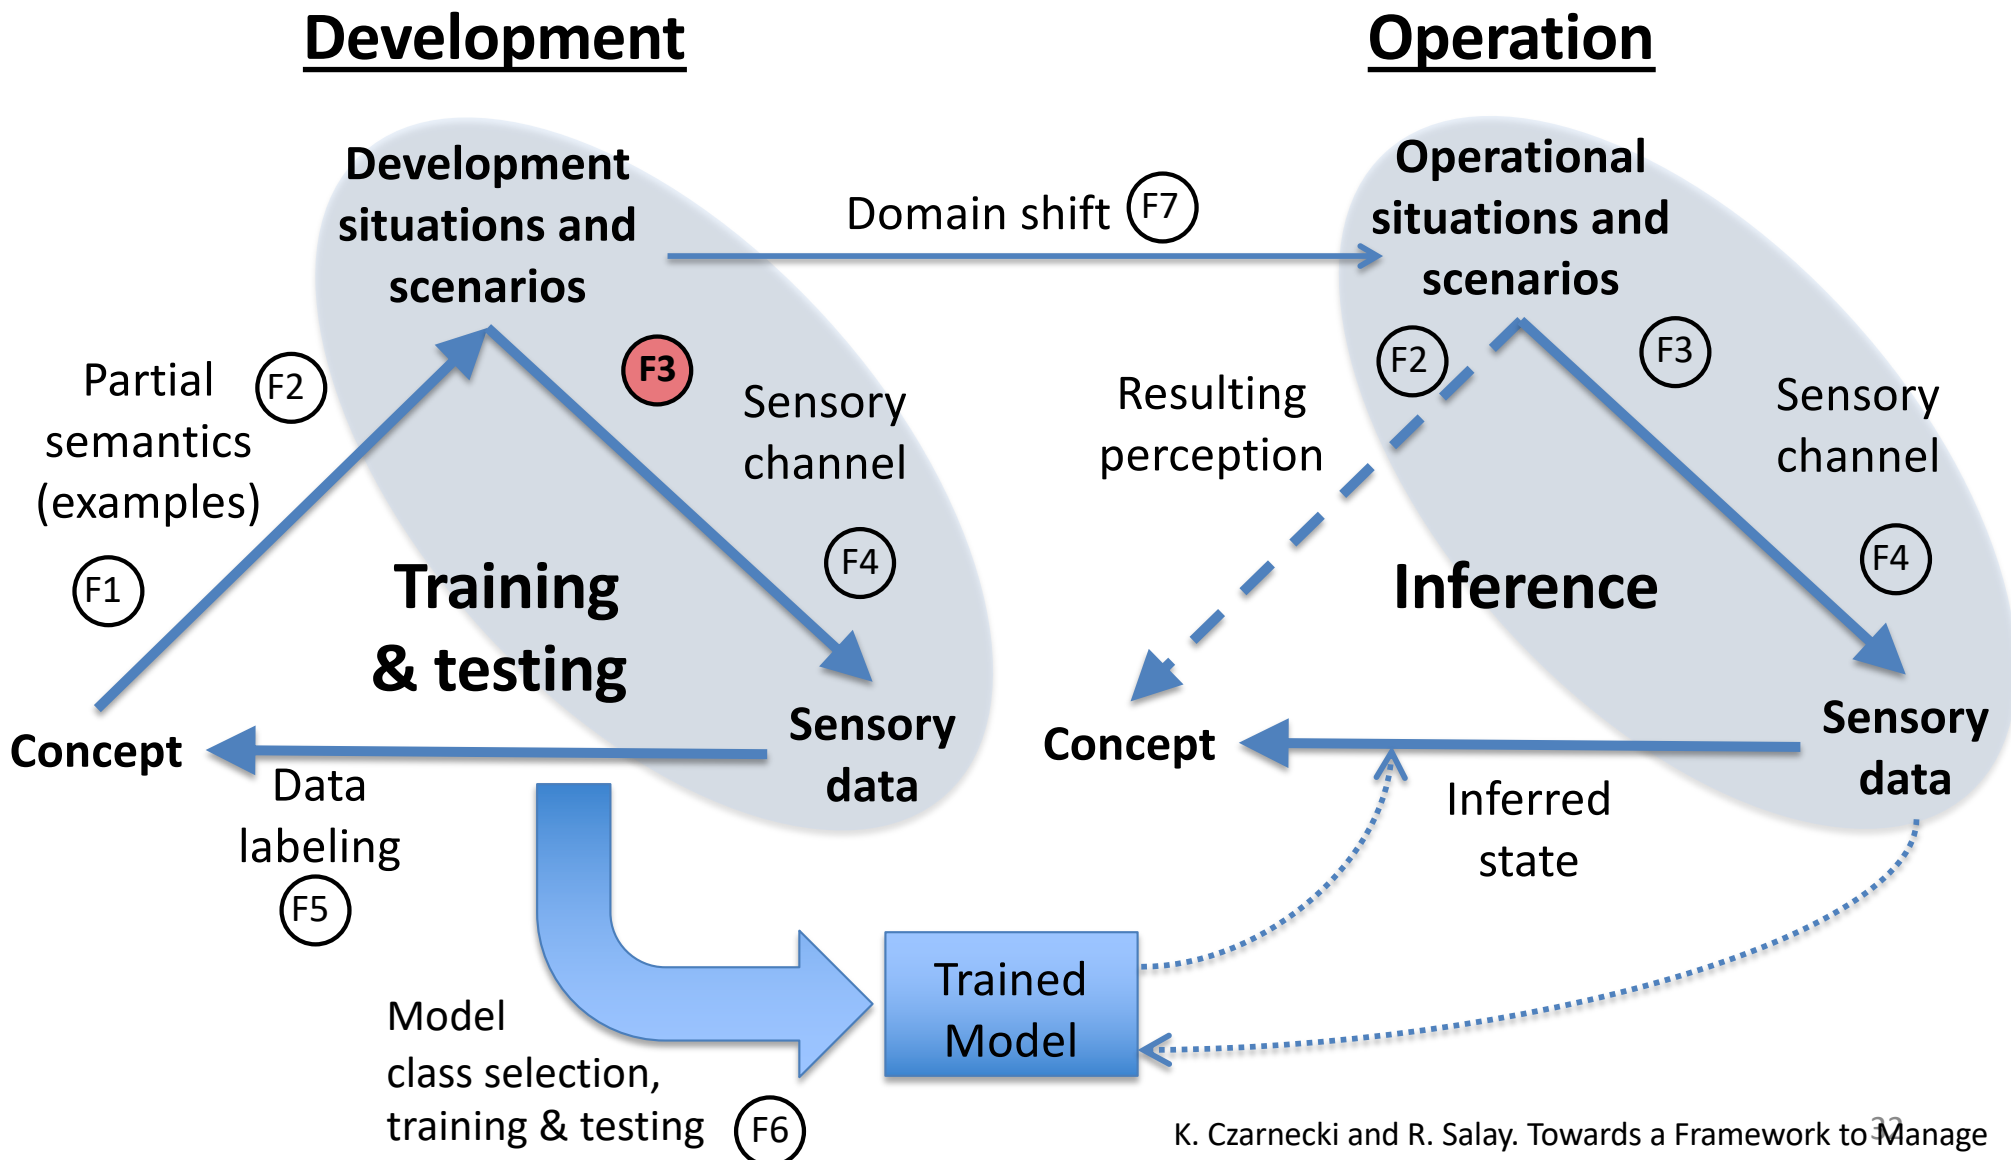 Development
Operation
Development
situations and
scenarios
Domain shift F7
Operational
situations and
scenarios
Partial
semantics
(examples)
F2
F1
F3
Sensory
channel
F4
Training
& testing
Concept
Sensory
data
Data
labeling
F5
Resulting
perception
F2
F3
Sensory
channel
F4
Inference
Concept
Sensory
data
Inferred
state
Model
class selection,
training & testing F6
Trained
Model
K. Czarnecki and R. Salay. Towards a Framework to Manage
32